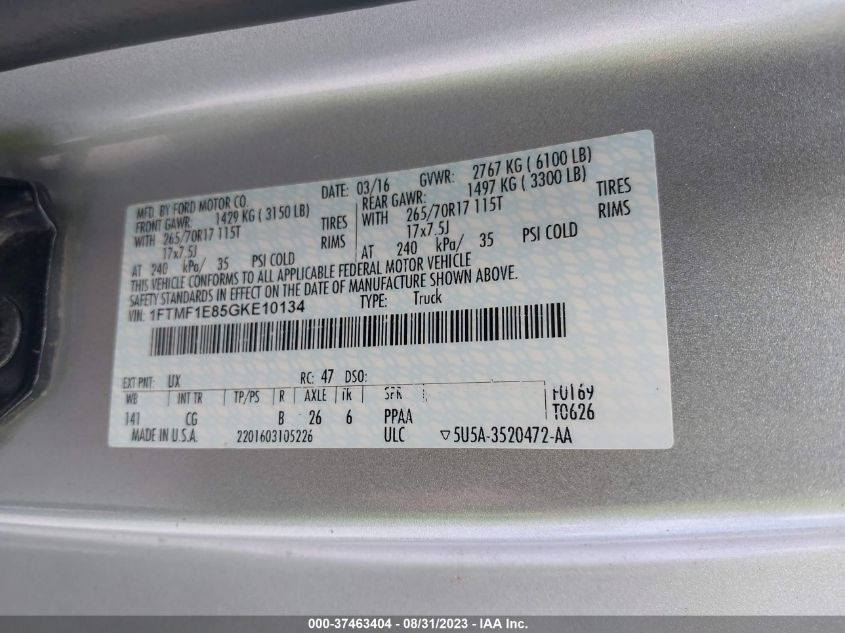 MFD. BY FORD MOTOR CO.
DATE: 03/16 GVWR: 2767 KG ( 6100 LB)
FRONT GAWR: 1429 KG ( 3150 LB)
REAR GAWR: 1497 KG ( 3300 LB)
WITH 265/70R17 115T TIRES
WITH 265/70R17 115T TIRES
17x7.5J RIMS
17x7.5J RIMS
AT 240 kPa/ 35 PSI COLD
AT 240 kPa/ 35 PSI COLD
THIS VEHICLE CONFORMS TO ALL APPLICABLE FEDERAL MOTOR VEHICLE
SAFETY STANDARDS IN EFFECT ON THE DATE OF MANUFACTURE SHOWN ABOVE.
VIN: 1FTMF1E85GKE10134 TYPE: Truck
EXT PNT: UX RC: 47 DSO:
WB INT TR TP/PS R AXLE TR SPR
141 CG B 26 6 PPAA
F0169
T0626
MADE IN U.S.A. 2201603105226 ULC ▽5U5A-3520472-AA
000-37463404 - 08/31/2023 - IAA Inc.